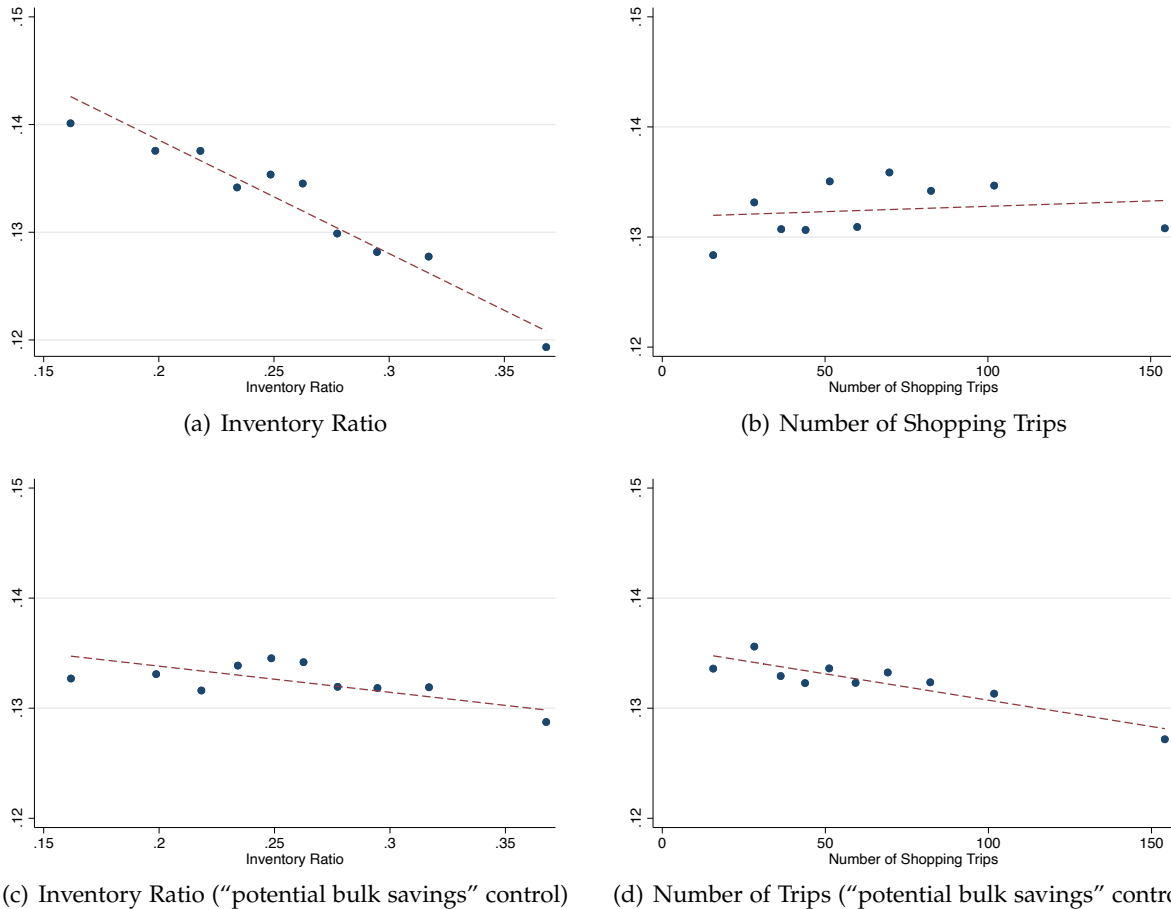 .15
.14
.13
.12
.15 .2 .25 .3 .35
Inventory Ratio
(a) Inventory Ratio
.15
.14
.13
.12
0 50 100 150
Number of Shopping Trips
(b) Number of Shopping Trips
.15
.14
.13
.12
.15 .2 .25 .3 .35
Inventory Ratio
(c) Inventory Ratio (“potential bulk savings” control)
.15
.14
.13
.12
0 50 100 150
Number of Shopping Trips
(d) Number of Trips (“potential bulk savings” contro